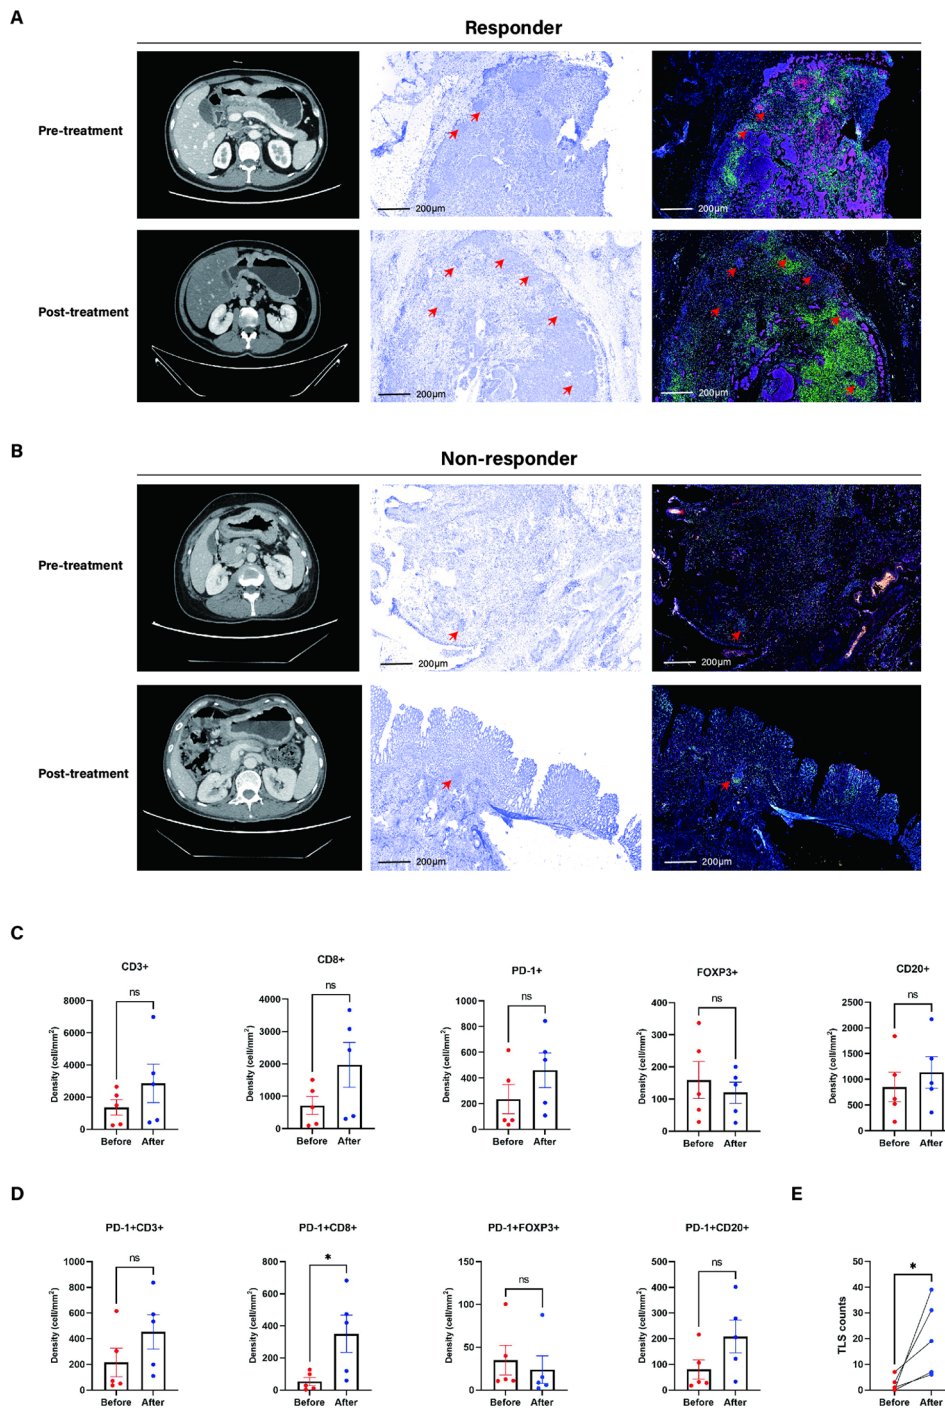 A
Responder
Pre-treatment
200μm
200μm
Post-treatment
200μm
200μm
B
Non-responder
Pre-treatment
200μm
200μm
Post-treatment
200μm
200μm
C
CD3+
ns
Density (cell/mm²)
8000
6000
4000
2000
0
Before After
CD8+
ns
Density (cell/mm²)
4000
3000
2000
1000
0
Before After
PD-1+
ns
Density (cell/mm²)
1000
800
600
400
200
0
Before After
FOXP3+
ns
Density (cell/mm²)
400
300
200
100
0
Before After
CD20+
ns
Density (cell/mm²)
2500
2000
1500
1000
500
0
Before After
D
PD-1+CD3+
ns
Density (cell/mm²)
1000
800
600
400
200
0
Before After
PD-1+CD8+
*
Density (cell/mm²)
800
600
400
200
0
Before After
PD-1+FOXP3+
ns
Density (cell/mm²)
150
100
50
0
Before After
PD-1+CD20+
ns
Density (cell/mm²)
500
400
300
200
100
0
Before After
E
*
TLS counts
50
40
30
20
10
0
Before After